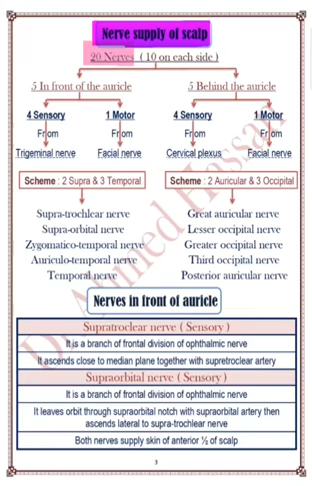 Nerve supply of scalp
20 Nerves ( 10 on each side )
5 In front of the auricle
5 Behind the auricle
4 Sensory
1 Motor
4 Sensory
1 Motor
From
From
From
From
Trigeminal nerve
Facial nerve
Cervical plexus
Facial nerve
Scheme : 2 Supra & 3 Temporal
Scheme : 2 Auricular & 3 Occipital
Supra-trochlear nerve
Supra-orbital nerve
Zygomatico-temporal nerve
Auriculo-temporal nerve
Temporal nerve
Great auricular nerve
Lesser occipital nerve
Greater occipital nerve
Third occipital nerve
Posterior auricular nerve
Dr. Ahmed Hassan
Nerves in front of auricle
Supratroclear nerve ( Sensory )
It is a branch of frontal division of ophthalmic nerve
It ascends close to median plane together with supretroclear artery
Supraorbital nerve ( Sensory )
It is a branch of frontal division of ophthalmic nerve
It leaves orbit through supraorbital notch with supraorbital artery then
ascends lateral to supra-trochlear nerve
Both nerves supply skin of anterior ½ of scalp
3